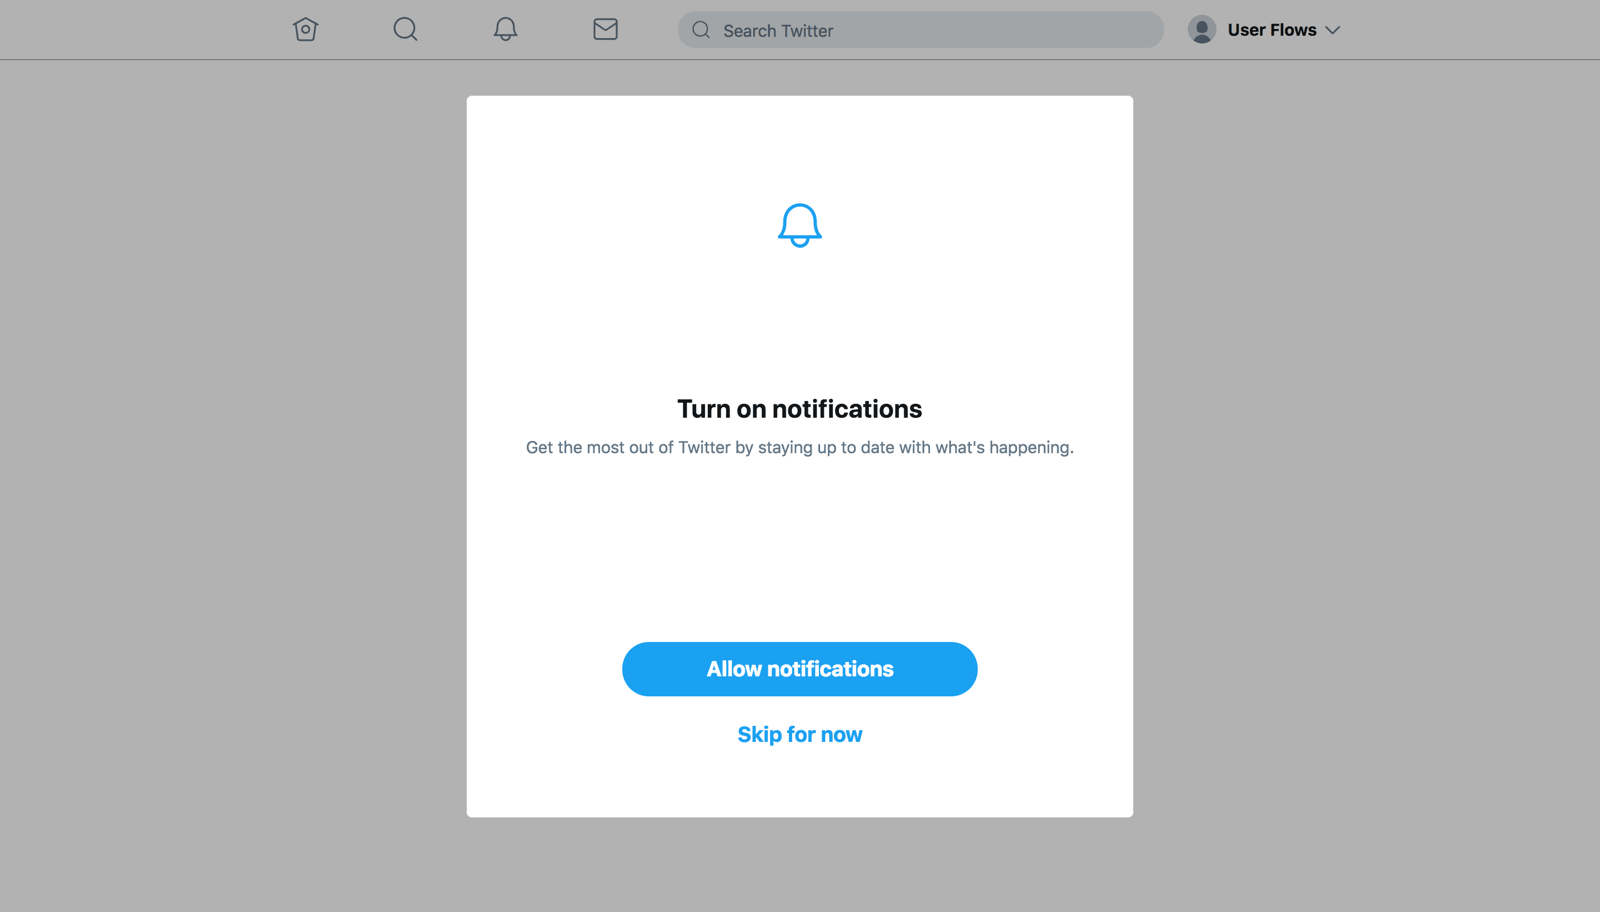 Search Twitter
User Flows
Turn on notifications
Get the most out of Twitter by staying up to date with what's happening.
Allow notifications
Skip for now